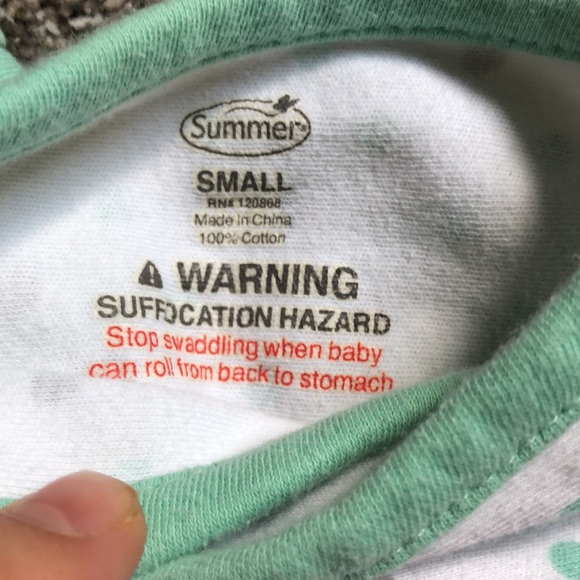 Summer
SMALL
RN# 120868
Made in China
100% Cotton
WARNING
SUFFOCATION HAZARD
Stop swaddling when baby
can roll from back to stomach